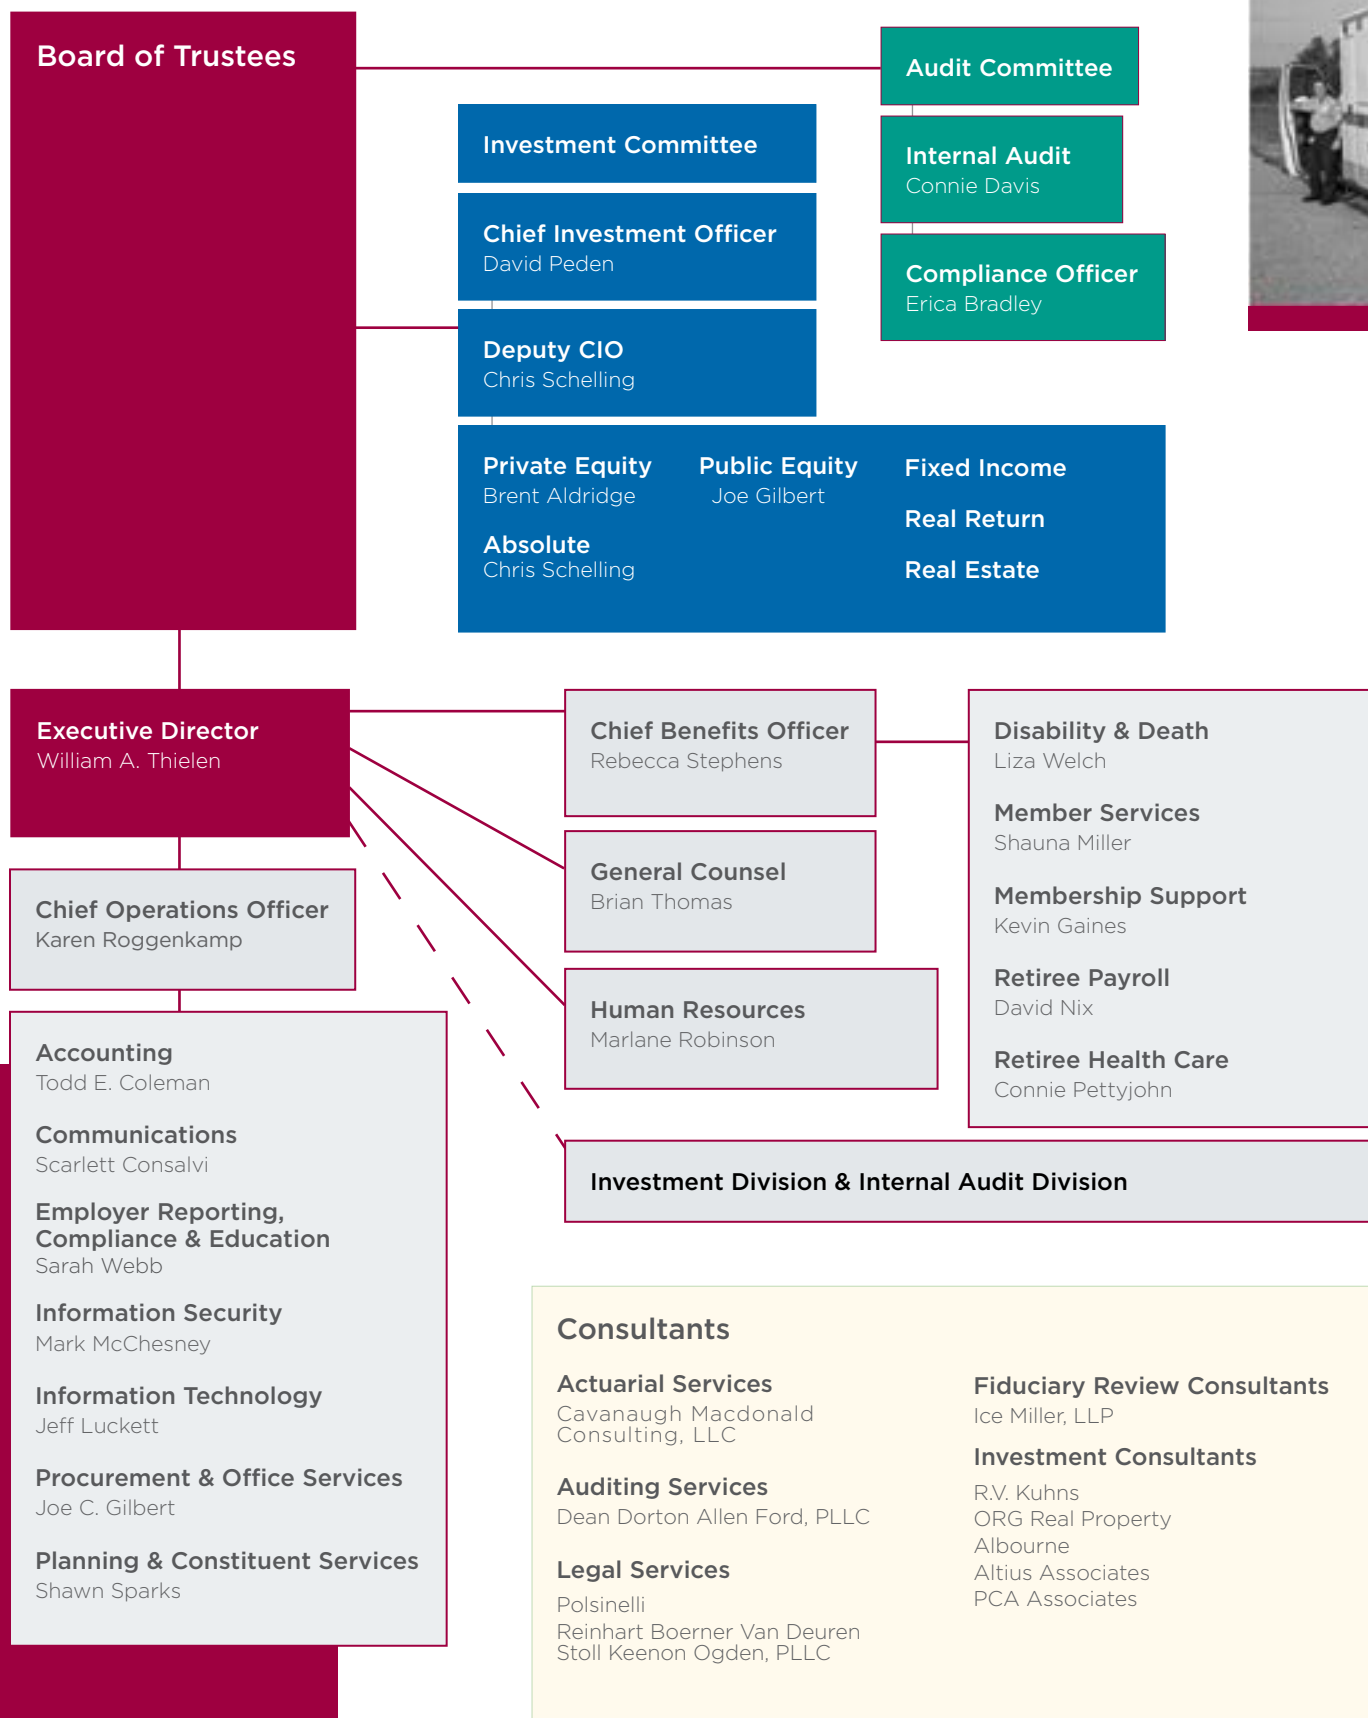 Board of Trustees
Audit Committee
Investment Committee
Internal Audit
Connie Davis
Chief Investment Officer
David Peden
Compliance Officer
Erica Bradley
Deputy CIO
Chris Schelling
Private Equity
Brent Aldridge
Absolute
Chris Schelling
Public Equity
Joe Gilbert
Fixed Income
Real Return
Real Estate
Executive Director
William A. Thielen
Chief Benefits Officer
Rebecca Stephens
General Counsel
Brian Thomas
Human Resources
Marlane Robinson
Disability & Death
Liza Welch
Member Services
Shauna Miller
Membership Support
Kevin Gaines
Retiree Payroll
David Nix
Retiree Health Care
Connie Pettyjohn
Investment Division & Internal Audit Division
Chief Operations Officer
Karen Roggenkamp
Accounting
Todd E. Coleman
Communications
Scarlett Consalvi
Employer Reporting,
Compliance & Education
Sarah Webb
Information Security
Mark McChesney
Information Technology
Jeff Luckett
Procurement & Office Services
Joe C. Gilbert
Planning & Constituent Services
Shawn Sparks
Consultants
Actuarial Services
Cavanaugh Macdonald
Consulting, LLC
Auditing Services
Dean Dorton Allen Ford, PLLC
Legal Services
Polsinelli
Reinhart Boerner Van Deuren
Stoll Keenon Ogden, PLLC
Fiduciary Review Consultants
Ice Miller, LLP
Investment Consultants
R.V. Kuhns
ORG Real Property
Albourne
Altius Associates
PCA Associates